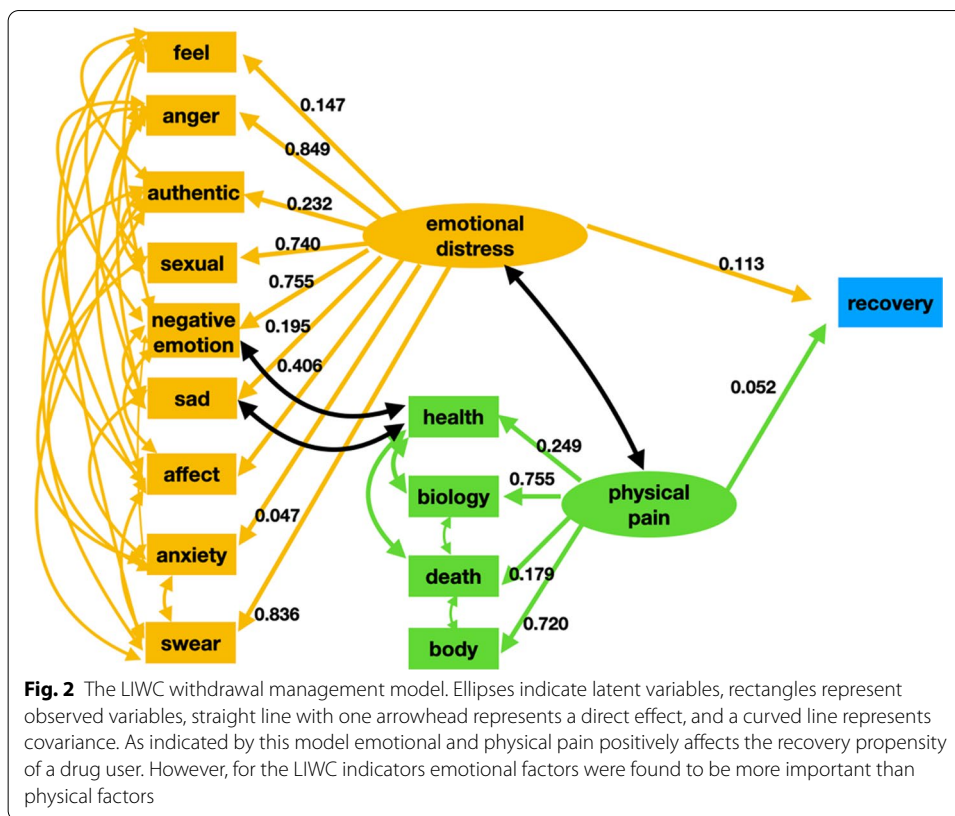 feel
0.147
anger
0.849
authentic
0.232
emotional
distress
sexual
0.740
0.113
0.755
recovery
negative
emotion
0.195
0.406
sad
0.052
health
0.249
affect
0.755
biology
physical
pain
0.047
anxiety
death
0.179
0.836
0.720
swear
body
Fig. 2 The LIWC withdrawal management model. Ellipses indicate latent variables, rectangles represent
observed variables, straight line with one arrowhead represents a direct effect, and a curved line represents
covariance. As indicated by this model emotional and physical pain positively affects the recovery propensity
of a drug user. However, for the LIWC indicators emotional factors were found to be more important than
physical factors